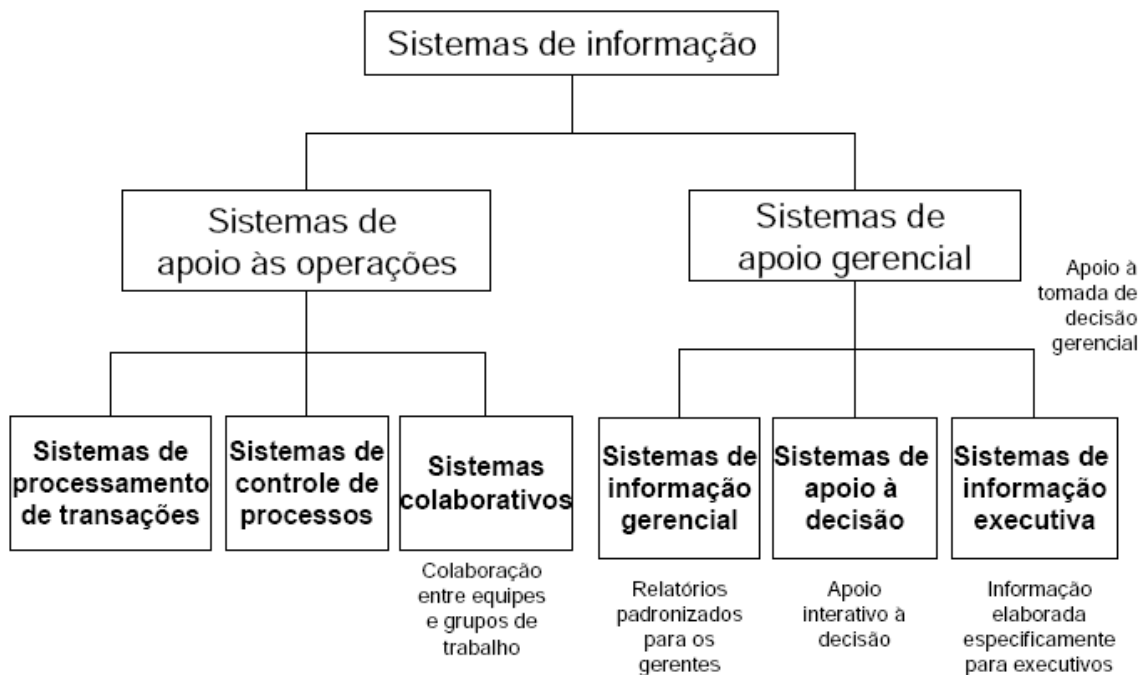 Sistemas de informação
Sistemas de
apoio às operações
Sistemas de
apoio gerencial
Apoio à
tomada de
decisão
gerencial
Sistemas de
processamento
de transações
Sistemas de
controle de
processos
Sistemas
colaborativos
Sistemas de
informação
gerencial
Sistemas de
apoio à
decisão
Sistemas de
informação
executiva
Colaboração
entre equipes
e grupos de
trabalho
Relatórios
padronizados
para os
gerentes
Apoio
interativo à
decisão
Informação
elaborada
especificamente
para executivos